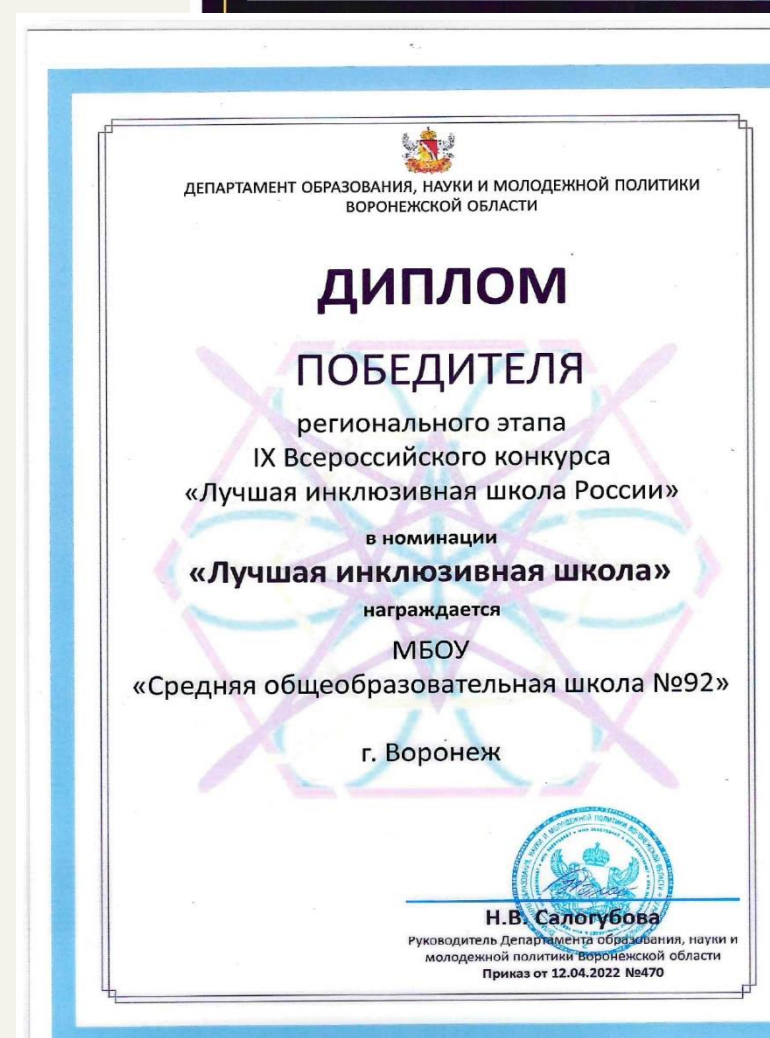 ДЕПАРТАМЕНТ ОБРАЗОВАНИЯ, НАУКИ И МОЛОДЕЖНОЙ ПОЛИТИКИ
ВОРОНЕЖСКОЙ ОБЛАСТИ
ДИПЛОМ
ПОБЕДИТЕЛЯ
регионального этапа
IX Всероссийского конкурса
«Лучшая инклюзивная школа России»
в номинации
«Лучшая инклюзивная школа»
награждается
МБОУ
«Средняя общеобразовательная школа №92»
г. Воронеж
Н.В. Салогубова
Руководитель Департамента образования, науки и
молодежной политики Воронежской области
Приказ от 12.04.2022 №470